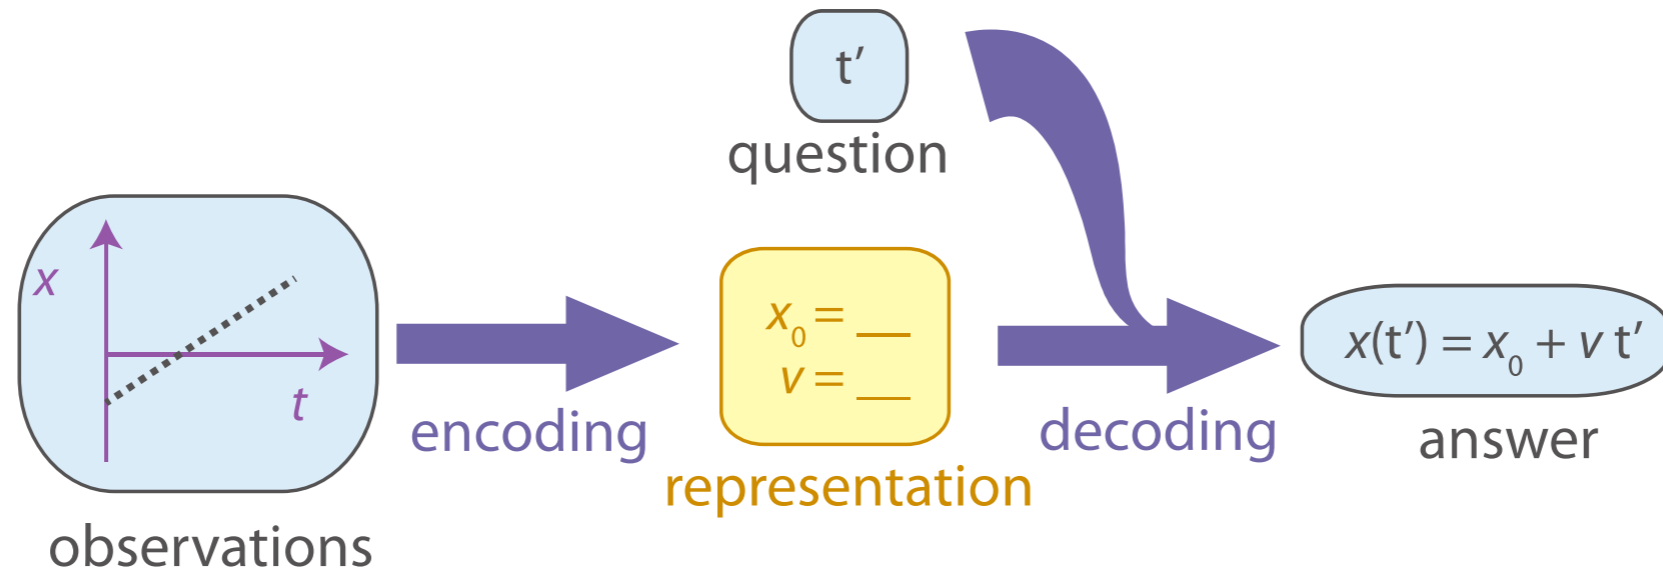 x
t
observations
encoding
t′
question
x₀ = __
v = __
representation
decoding
x(t′) = x₀ + v t′
answer